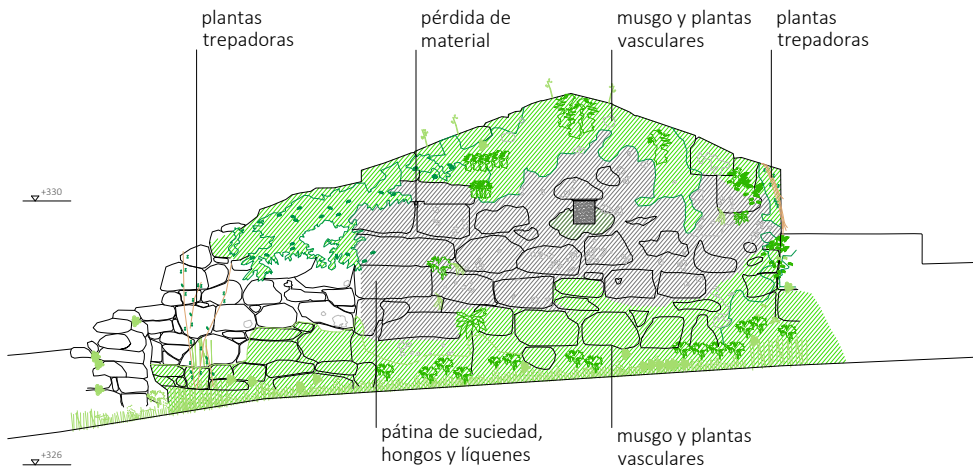 plantas
trepadoras
pérdida de
material
musgo y plantas
vasculares
plantas
trepadoras
+330
+326
pátina de suciedad,
hongos y líquenes
musgo y plantas
vasculares